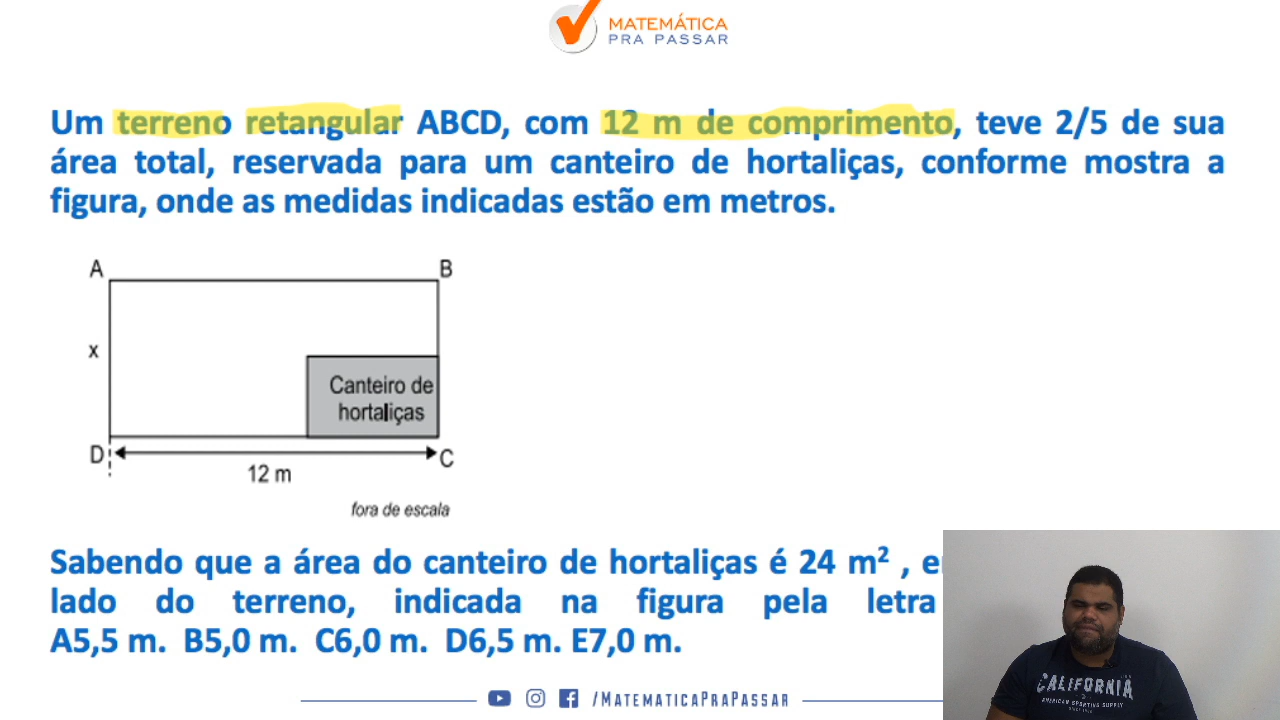 MATEMÁTICA
PRA PASSAR
Um terreno retangular ABCD, com 12 m de comprimento, teve 2/5 de sua
área total, reservada para um canteiro de hortaliças, conforme mostra a
figura, onde as medidas indicadas estão em metros.
A
B
x
Canteiro de
hortaliças
D
C
12 m
fora de escala
Sabendo que a área do canteiro de hortaliças é 24 m² ,
lado do terreno, indicada na figura pela letra
A5,5 m. B5,0 m. C6,0 m. D6,5 m. E7,0 m.
CALIFORNIA
AMERICAN SPORTING SUPPLY
/MATEMATICAPRAPASSAR